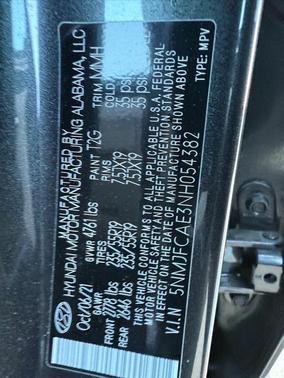 MANUFACTURED BY
HYUNDAI MOTOR MANUFACTURING ALABAMA, LLC
Oct/06/21 GVWR 4761 lbs PAINT T2G TRIM MMH
GAWR TIRES RIMS COLD
FRONT 2778 lbs 235/55R19 7.5JX19 35 psi
REAR 2646 lbs 235/55R19 7.5JX19 35 psi
THIS VEHICLE CONFORMS TO ALL APPLICABLE U.S.A. FEDERAL
MOTOR VEHICLE SAFETY, BUMPER, AND THEFT PREVENTION
STANDARDS IN EFFECT ON THE DATE OF MANUFACTURE SHOWN ABOVE
V.I.N 5NMJFCAE3NH054382 TYPE: MPV